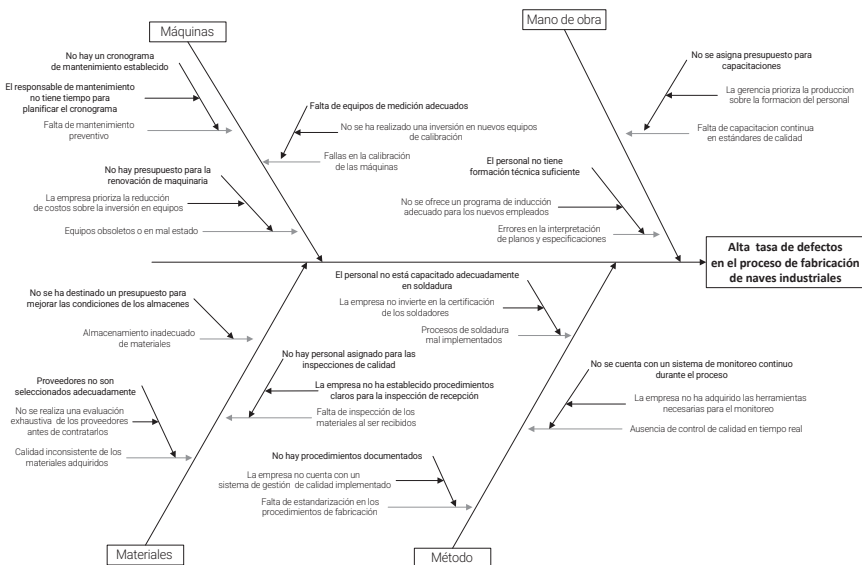 Máquinas
Mano de obra
No hay un cronograma
de mantenimiento establecido
El responsable de mantenimiento
no tiene tiempo para
planificar el cronograma
Falta de mantenimiento
preventivo
Falta de equipos de medición adecuados
No se ha realizado una inversión en nuevos equipos
de calibración
Fallas en la calibración
de las máquinas
No hay presupuesto para la
renovación de maquinaria
La empresa prioriza la reducción
de costos sobre la inversión en equipos
Equipos obsoletos o en mal estado
No se asigna presupuesto para
capacitaciones
La gerencia prioriza la produccion
sobre la formacion del personal
Falta de capacitacion continua
en estándares de calidad
El personal no tiene
formación técnica suficiente
No se ofrece un programa de inducción
adecuado para los nuevos empleados
Errores en la interpretación
de planos y especificaciones
Alta tasa de defectos
en el proceso de fabricación
de naves industriales
No se ha destinado un presupuesto para
mejorar las condiciones de los almacenes
Almacenamiento inadecuado
de materiales
No hay personal asignado para las
inspecciones de calidad
La empresa no ha establecido procedimientos
claros para la inspección de recepción
Falta de inspección de los
materiales al ser recibidos
Proveedores no son
seleccionados adecuadamente
No se realiza una evaluación
exhaustiva de los proveedores
antes de contratarlos
Calidad inconsistente de los
materiales adquiridos
El personal no está capacitado adecuadamente
en soldadura
La empresa no invierte en la certificación
de los soldadores
Procesos de soldadura
mal implementados
No se cuenta con un sistema de monitoreo continuo
durante el proceso
La empresa no ha adquirido las herramientas
necesarias para el monitoreo
Ausencia de control de calidad en tiempo real
No hay procedimientos documentados
La empresa no cuenta con un
sistema de gestión de calidad implementado
Falta de estandarización en los
procedimientos de fabricación
Materiales
Método